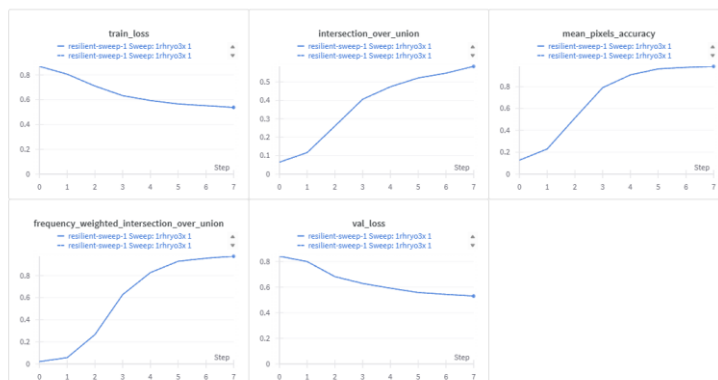 train_loss
resilient-sweep-1 Sweep: 1rhryo3x 1
resilient-sweep-1 Sweep: 1rhryo3x 1
0.8
0.6
0.4
0.2
0
Step
0 1 2 3 4 5 6 7
intersection_over_union
resilient-sweep-1 Sweep: 1rhryo3x 1
resilient-sweep-1 Sweep: 1rhryo3x 1
0.5
0.4
0.3
0.2
0.1
0
Step
0 1 2 3 4 5 6 7
mean_pixels_accuracy
resilient-sweep-1 Sweep: 1rhryo3x 1
resilient-sweep-1 Sweep: 1rhryo3x 1
0.8
0.6
0.4
0.2
Step
0 1 2 3 4 5 6 7
frequency_weighted_intersection_over_union
resilient-sweep-1 Sweep: 1rhryo3x 1
resilient-sweep-1 Sweep: 1rhryo3x 1
0.8
0.6
0.4
0.2
0
Step
0 1 2 3 4 5 6 7
val_loss
resilient-sweep-1 Sweep: 1rhryo3x 1
resilient-sweep-1 Sweep: 1rhryo3x 1
0.8
0.6
0.4
0.2
0
Step
0 1 2 3 4 5 6 7